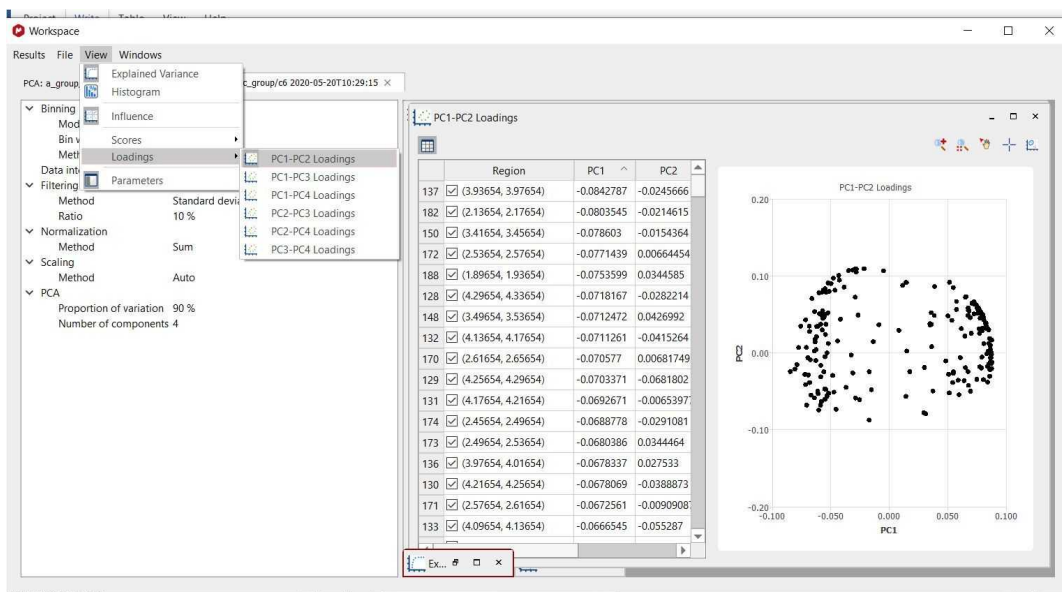 Workspace
Results File View Windows
PCA: a_group
c_group/c6 2020-05-20T10:29:15
Explained Variance
Histogram
Influence
Scores
Loadings
Parameters
PC1-PC2 Loadings
PC1-PC3 Loadings
PC1-PC4 Loadings
PC2-PC3 Loadings
PC2-PC4 Loadings
PC3-PC4 Loadings
Binning
Bin
Data
Filtering
Method Standard
Ratio 10 %
Normalization
Method Sum
Scaling
Method Auto
PCA
Proportion of variation 90 %
Number of components 4
PC1-PC2 Loadings
Region PC1 PC2
137 (3.93654, 3.97654) -0.0842787 -0.0245666
182 (2.13654, 2.17654) -0.0803545 -0.0214615
150 (3.41654, 3.45654) -0.078603 -0.0154364
172 (2.53654, 2.57654) -0.0771439 0.00664454
188 (1.89654, 1.93654) -0.0753599 0.0344585
128 (4.29654, 4.33654) -0.0718167 -0.0282214
148 (3.49654, 3.53654) -0.0712472 0.0426992
132 (4.13654, 4.17654) -0.0711261 -0.0415264
170 (2.61654, 2.65654) -0.070577 0.00681749
129 (4.25654, 4.29654) -0.0703371 -0.0681802
131 (4.17654, 4.21654) -0.0692671 -0.0065397
174 (2.45654, 2.49654) -0.0688778 -0.0291081
173 (2.49654, 2.53654) -0.0680386 0.0344464
136 (3.97654, 4.01654) -0.0678337 0.027533
130 (4.21654, 4.25654) -0.0678069 -0.0388873
171 (2.57654, 2.61654) -0.0672561 -0.0090908
133 (4.09654, 4.13654) -0.0666545 -0.055287
Ex...
PC1-PC2 Loadings
0.20
0.10
0.00
-0.10
-0.20
PC2
-0.100 -0.050 0.000 0.050 0.100
PC1